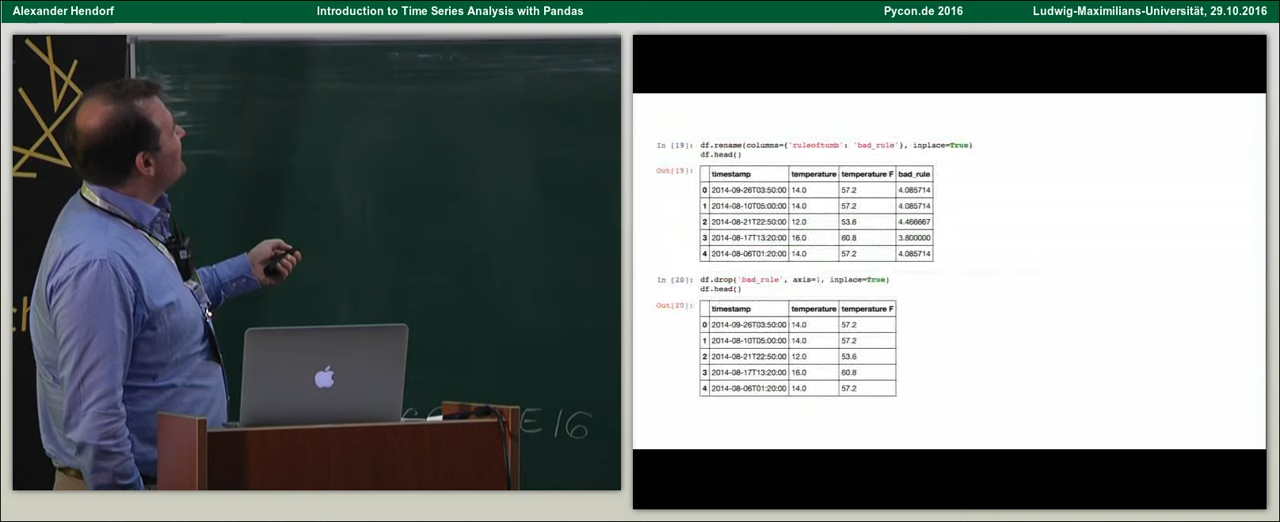 Alexander Hendorf
Introduction to Time Series Analysis with Pandas
Pycon.de 2016
Ludwig-Maximilians-Universität, 29.10.2016
In [19]: df.rename(columns={'ruleoftumb': 'bad_rule'}, inplace=True)
df.head()
Out[19]:
timestamp temperature temperature F bad_rule
0 2014-09-26T03:50:00 14.0 57.2 4.085714
1 2014-08-10T05:00:00 14.0 57.2 4.085714
2 2014-08-21T22:50:00 12.0 53.6 4.466667
3 2014-08-17T13:20:00 16.0 60.8 3.800000
4 2014-08-06T01:20:00 14.0 57.2 4.085714
In [20]: df.drop('bad_rule', axis=1, inplace=True)
df.head()
Out[20]:
timestamp temperature temperature F
0 2014-09-26T03:50:00 14.0 57.2
1 2014-08-10T05:00:00 14.0 57.2
2 2014-08-21T22:50:00 12.0 53.6
3 2014-08-17T13:20:00 16.0 60.8
4 2014-08-06T01:20:00 14.0 57.2
E 16